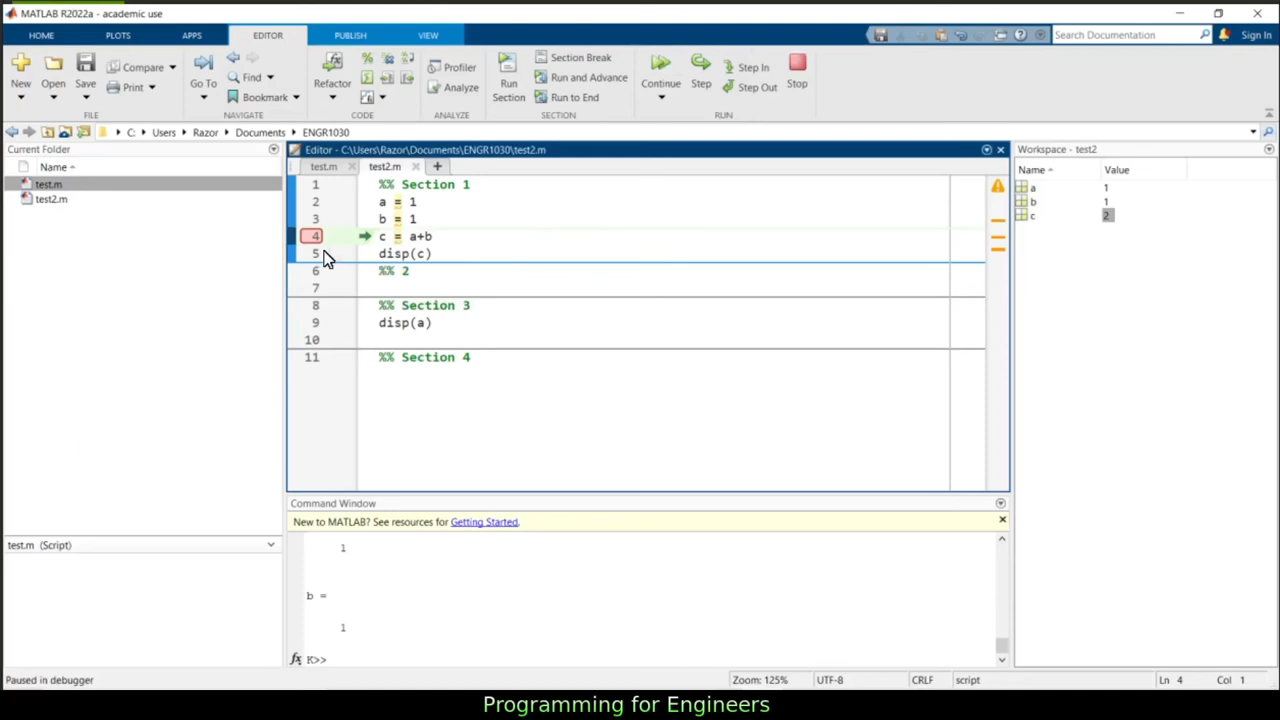 MATLAB R2022a - academic use
HOME PLOTS APPS EDITOR PUBLISH VIEW Search Documentation Sign In
New Open Save Compare Print
Go To Find Bookmark
Refactor
Profiler Analyze
Run Section Section Break Run and Advance Run to End
Continue Step Step In Step Out Stop
FILE NAVIGATE CODE ANALYZE SECTION RUN
C: Users Razor Documents ENGR1030
Current Folder
Name
test.m
test2.m
test.m (Script)
Editor - C:\Users\Razor\Documents\ENGR1030\test2.m
test.m test2.m +
1 %% Section 1
2 a = 1
3 b = 1
4 c = a+b
5 disp(c)
6 %% 2
7
8 %% Section 3
9 disp(a)
10
11 %% Section 4
Command Window
New to MATLAB? See resources for Getting Started.
1
b =
1
fx K>>
Workspace - test2
Name Value
a 1
b 1
c 2
Paused in debugger Zoom: 125% UTF-8 CRLF script Ln 4 Col 1
Programming for Engineers